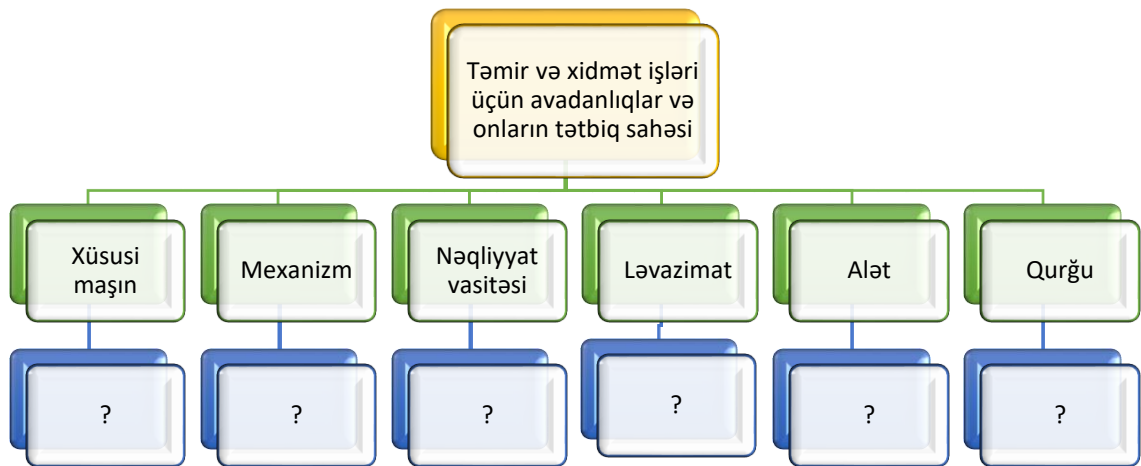 Təmir və xidmət işləri
üçün avadanlıqlar və
onların tətbiq sahəsi
Xüsusi
maşın
Mexanizm
Nəqliyyat
vasitəsi
Ləvazimat
Alət
Qurğu
?
?
?
?
?
?